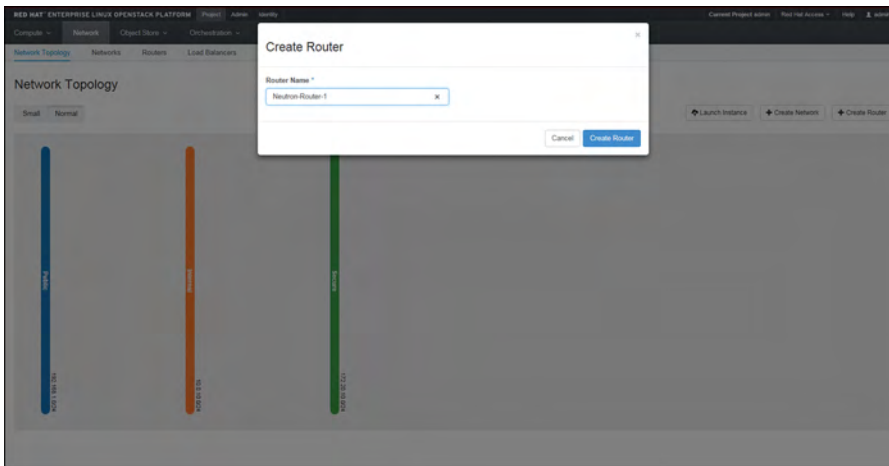 RED HAT ENTERPRISE LINUX OPENSTACK PLATFORM Project Admin Identity Current Project admin Red Hat Access Help admin
Compute Network Object Store Orchestration
Network Topology Networks Routers Load Balancers
Network Topology
Small Normal
Create Router
×
Router Name *
Neutron-Router-1
Cancel Create Router
Launch Instance + Create Network + Create Router
Public
Internal
Secure